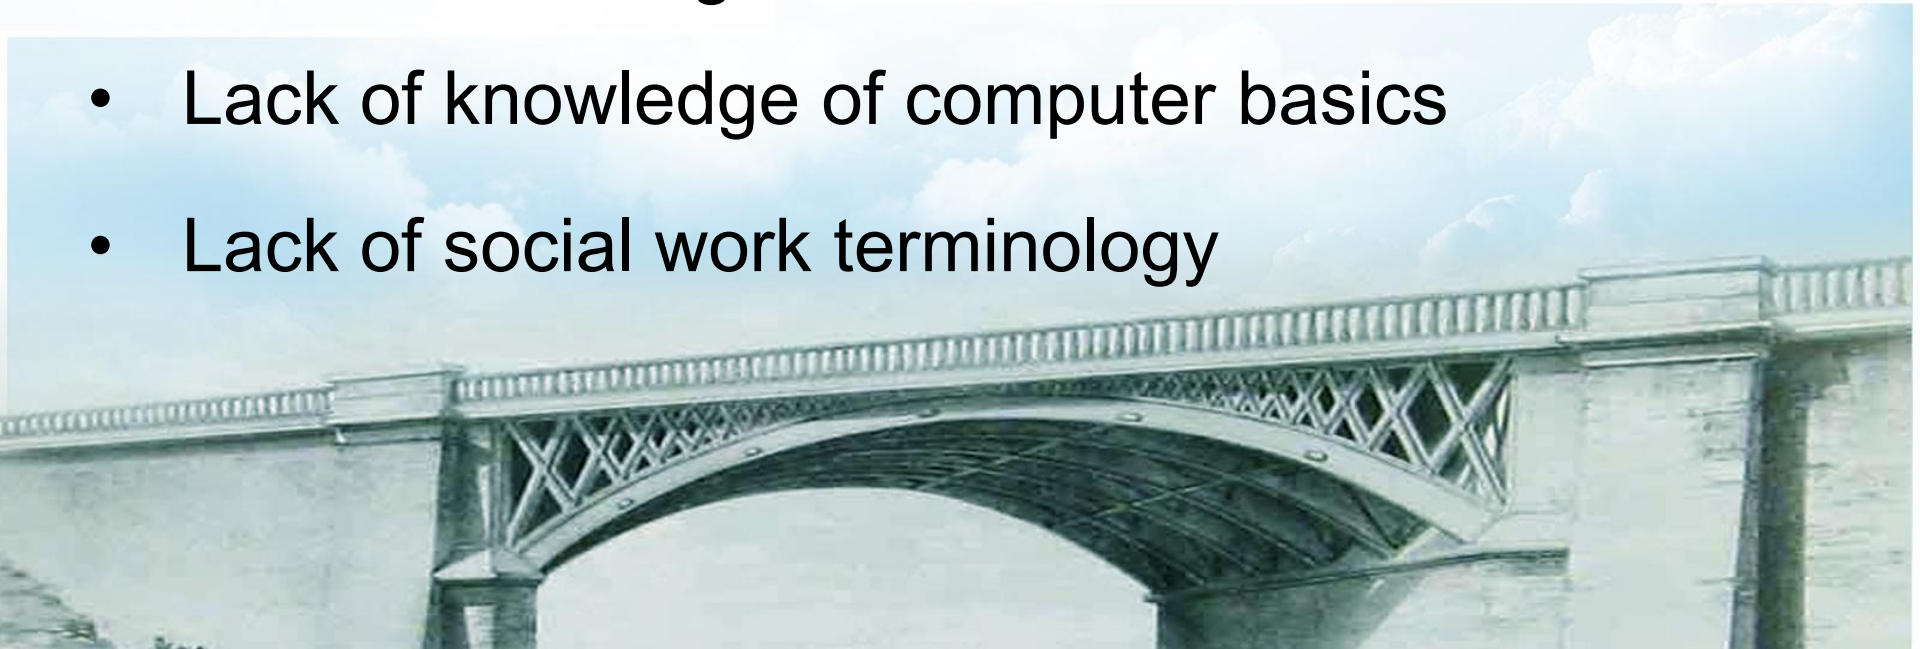 • Lack of knowledge of computer basics
• Lack of social work terminology